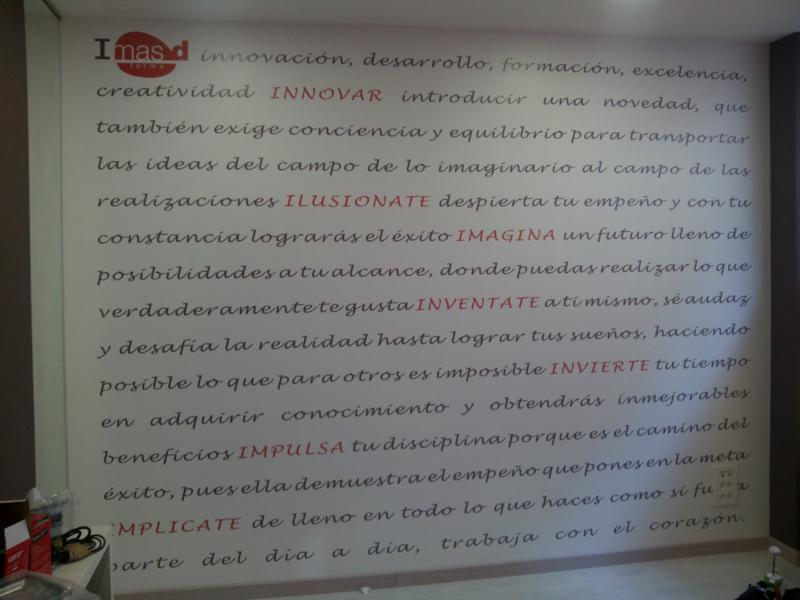 Imas d forma innovación, desarrollo, formación, excelencia,
creatividad INNOVAR introducir una novedad, que
también exige conciencia y equilibrio para transportar
las ideas del campo de lo imaginario al campo de las
realizaciones ILUSIONATE despierta tu empeño y con tu
constancia lograrás el éxito IMAGINA un futuro lleno de
posibilidades a tu alcance, donde puedas realizar lo que
verdaderamente te gusta INVENTATE a ti mismo, sé audaz
y desafía la realidad hasta lograr tus sueños, haciendo
posible lo que para otros es imposible INVIERTE tu tiempo
en adquirir conocimiento y obtendrás inmejorables
beneficios IMPULSA tu disciplina porque es el camino del
éxito, pues ella demuestra el empeño que pones en la meta
IMPLICATE de lleno en todo lo que haces como si
parte del día a día, trabaja con el corazón.